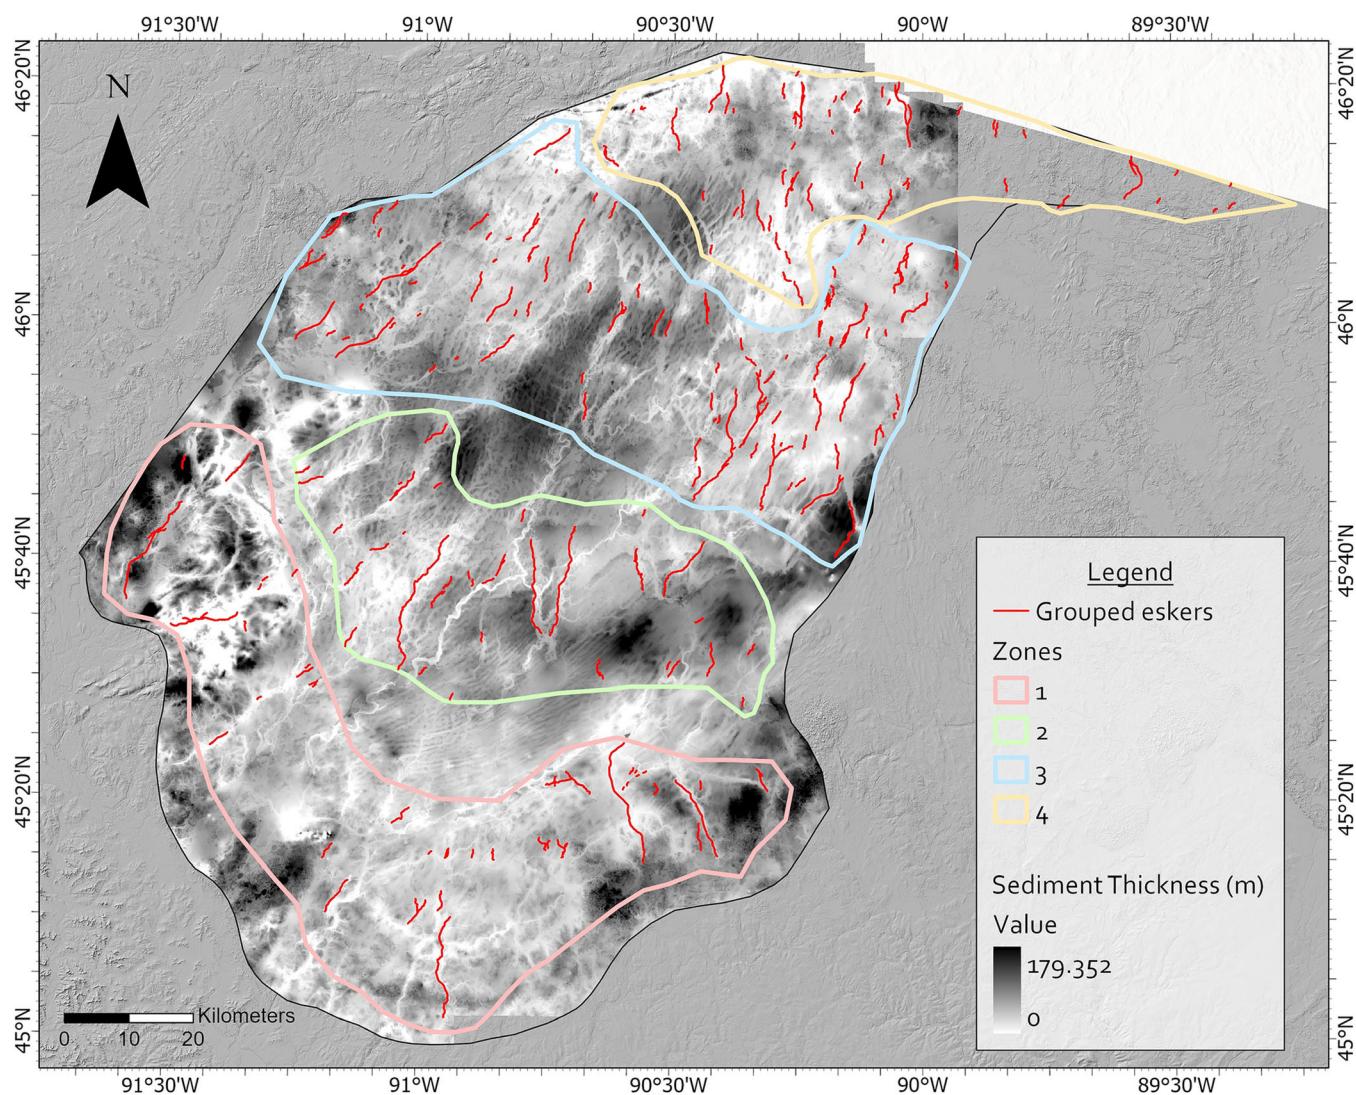 91°30'W 91°W 90°30'W 90°W 89°30'W
46°20'N
46°20'N
N
46°N
46°N
45°40'N
45°40'N
Legend
Grouped eskers
Zones
1
2
3
4
45°20'N
45°20'N
Sediment Thickness (m)
Value
179.352
0
Kilometers
0 10 20
45°N
45°N
91°30'W 91°W 90°30'W 90°W 89°30'W